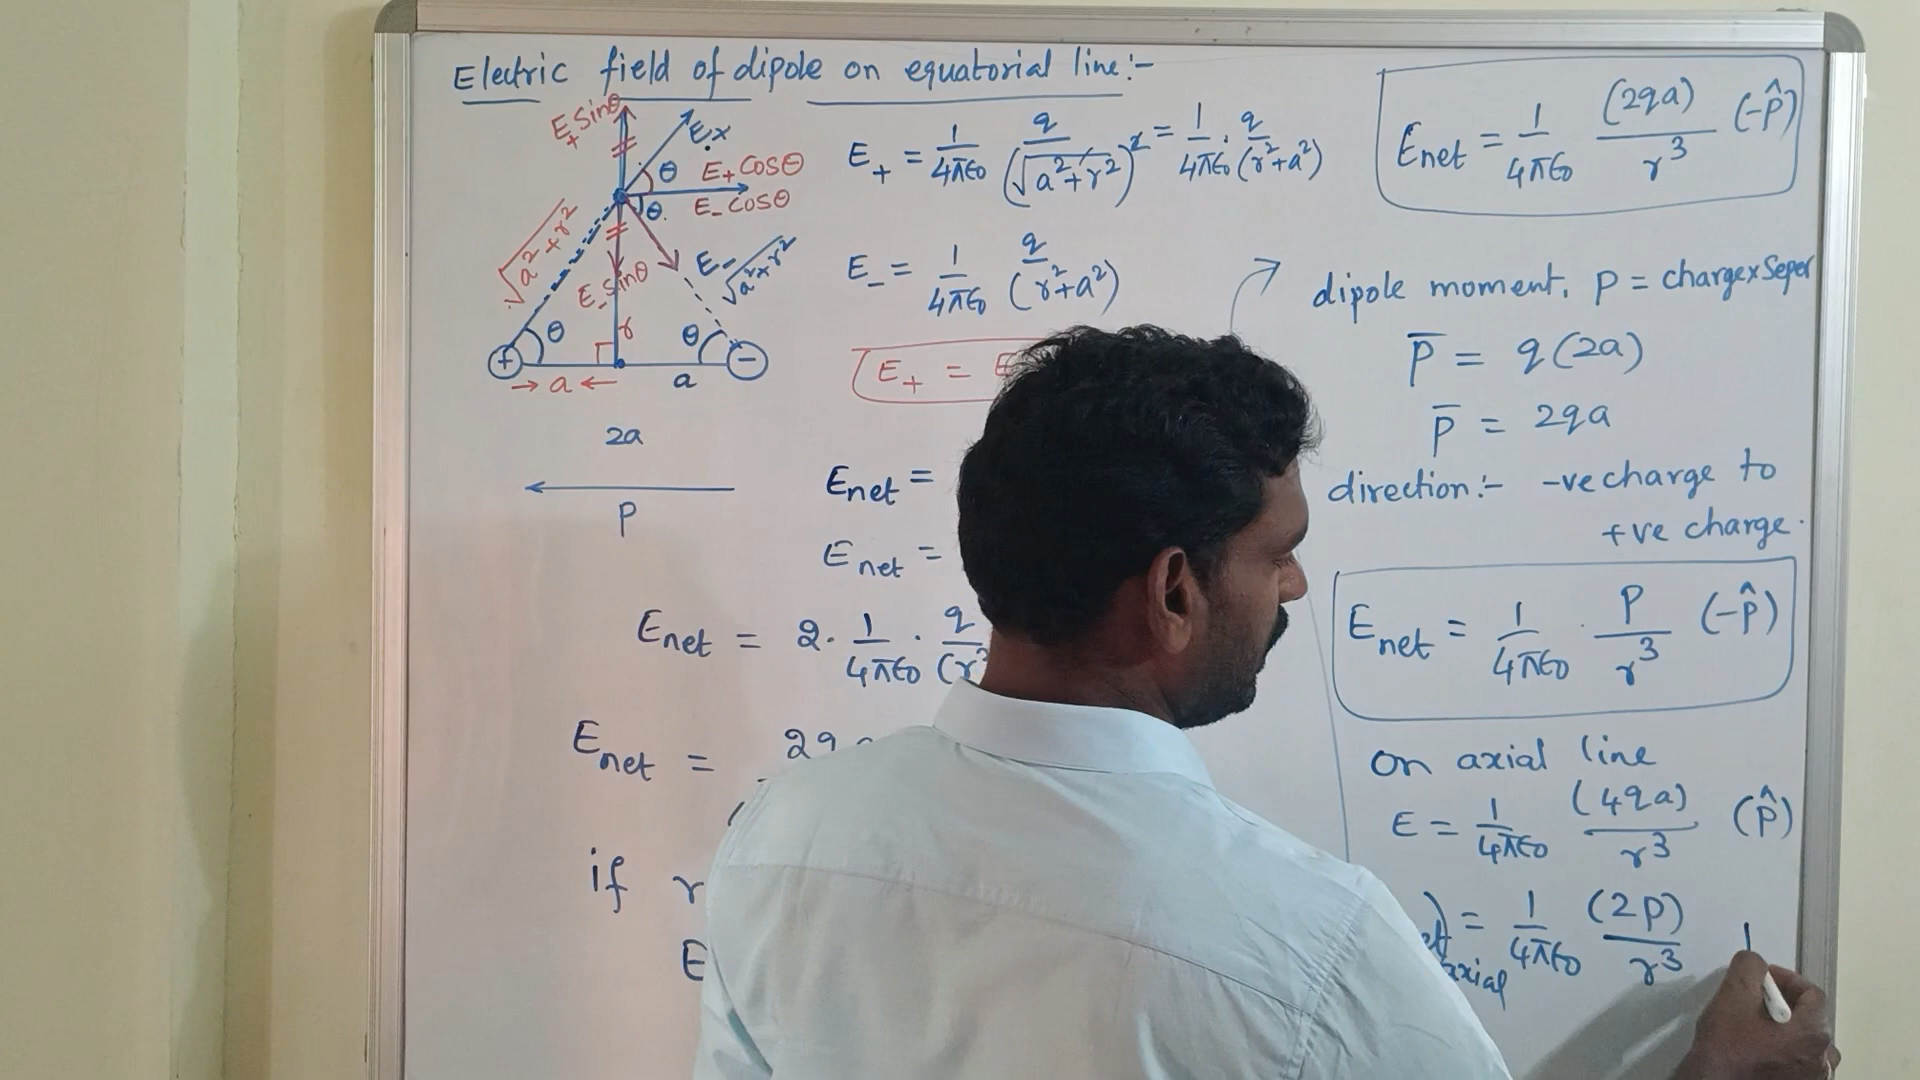 Electric field of dipole on equatorial line:-
E+ Sinθ
E+ Cosθ
E- Cosθ
θ
θ
√a²+r²
E-
E- Sinθ
θ
r
θ
+
-
→ a ←
a
2a
P
E+ = 1/4πϵ0 q/(√a²+r²)² = 1/4πϵ0 · q/(r²+a²)
E- = 1/4πϵ0 q/(r²+a²)
E+ =
Enet =
Enet =
Enet = 2 · 1/4πϵ0 · q
Enet = 2q
if r
E
Enet = 1/4πϵ0 (2qa)/r³ (-p̂)
dipole moment, P = charge×Seper
P̅ = q(2a)
P̅ = 2qa
direction:- -ve charge to
+ve charge.
Enet = 1/4πϵ0 · P/r³ (-p̂)
on axial line
E = 1/4πϵ0 (4qa)/r³ (p̂)
) = 1/4πϵ0 (2P)/r³
axial